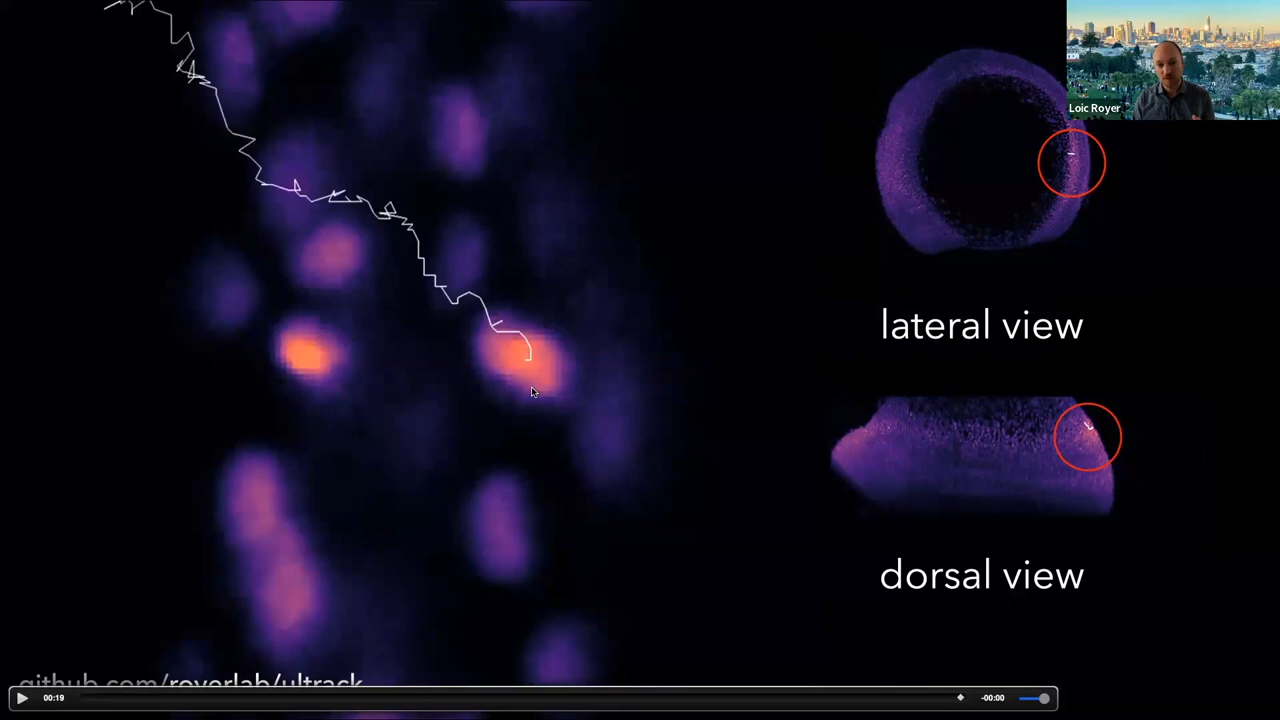 Loic Royer
lateral view
dorsal view
github.com/royerlab/ultrack
00:19
-00:00